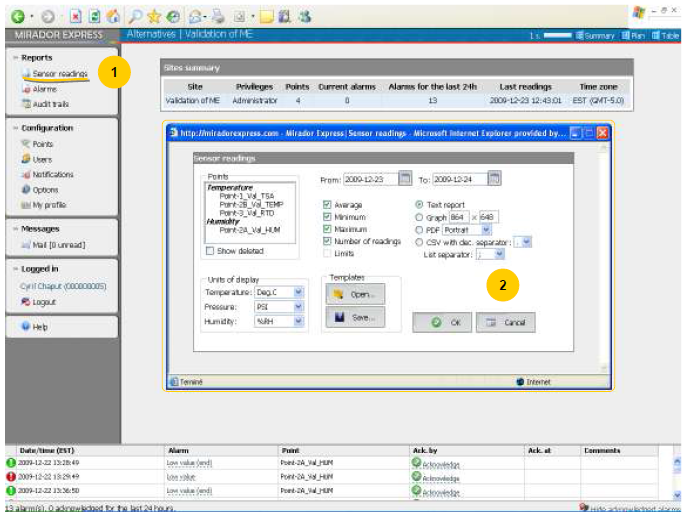 MIRADOR EXPRESS
Alternatives | Validation of ME
1 s.
Summary
Plan
Table
Reports
Sensor readings
1
Alarms
Audit trails
Configuration
Points
Users
Notifications
Options
My profile
Messages
Mail [0 unread]
Logged in
Cyril Chaput (000000005)
Logout
Help
Sites summary
Site Privileges Points Current alarms Alarms for the last 24h Last readings Time zone
Validation of ME Administrator 4 0 13 2009-12-23 12:43:01 EST (GMT-5.0)
http://miradorexpress.com - Mirador Express|Sensor readings - Microsoft Internet Explorer provided by...
Sensor readings
Points
Temperature
Point-1_Val_TSA
Point-2B_Val_TEMP
Point-3_Val_RTD
Humidity
Point-2A_Val_HUM
Show deleted
From: 2009-12-23 To: 2009-12-24
Average
Minimum
Maximum
Number of readings
Limits
Text report
Graph 864 x 648
PDF Portrait
CSV with dec. separator: .
List separator: ;
Units of display
Temperature: Deg.C
Pressure: PSI
Humidity: %RH
Templates
Open...
Save...
2
OK
Cancel
Terminé
Internet
Date/time (EST) Alarm Point Ack. by Ack. at Comments
2009-12-22 13:28:49 Low value (end) Point-2A_Val_HUM Acknowledge
2009-12-22 13:29:49 Low value Point-2A_Val_HUM Acknowledge
2009-12-22 13:36:50 Low value (end) Point-2A_Val_HUM Acknowledge
13 alarm(s), 0 acknowledged for the last 24 hours.
Hide acknowledged alarms